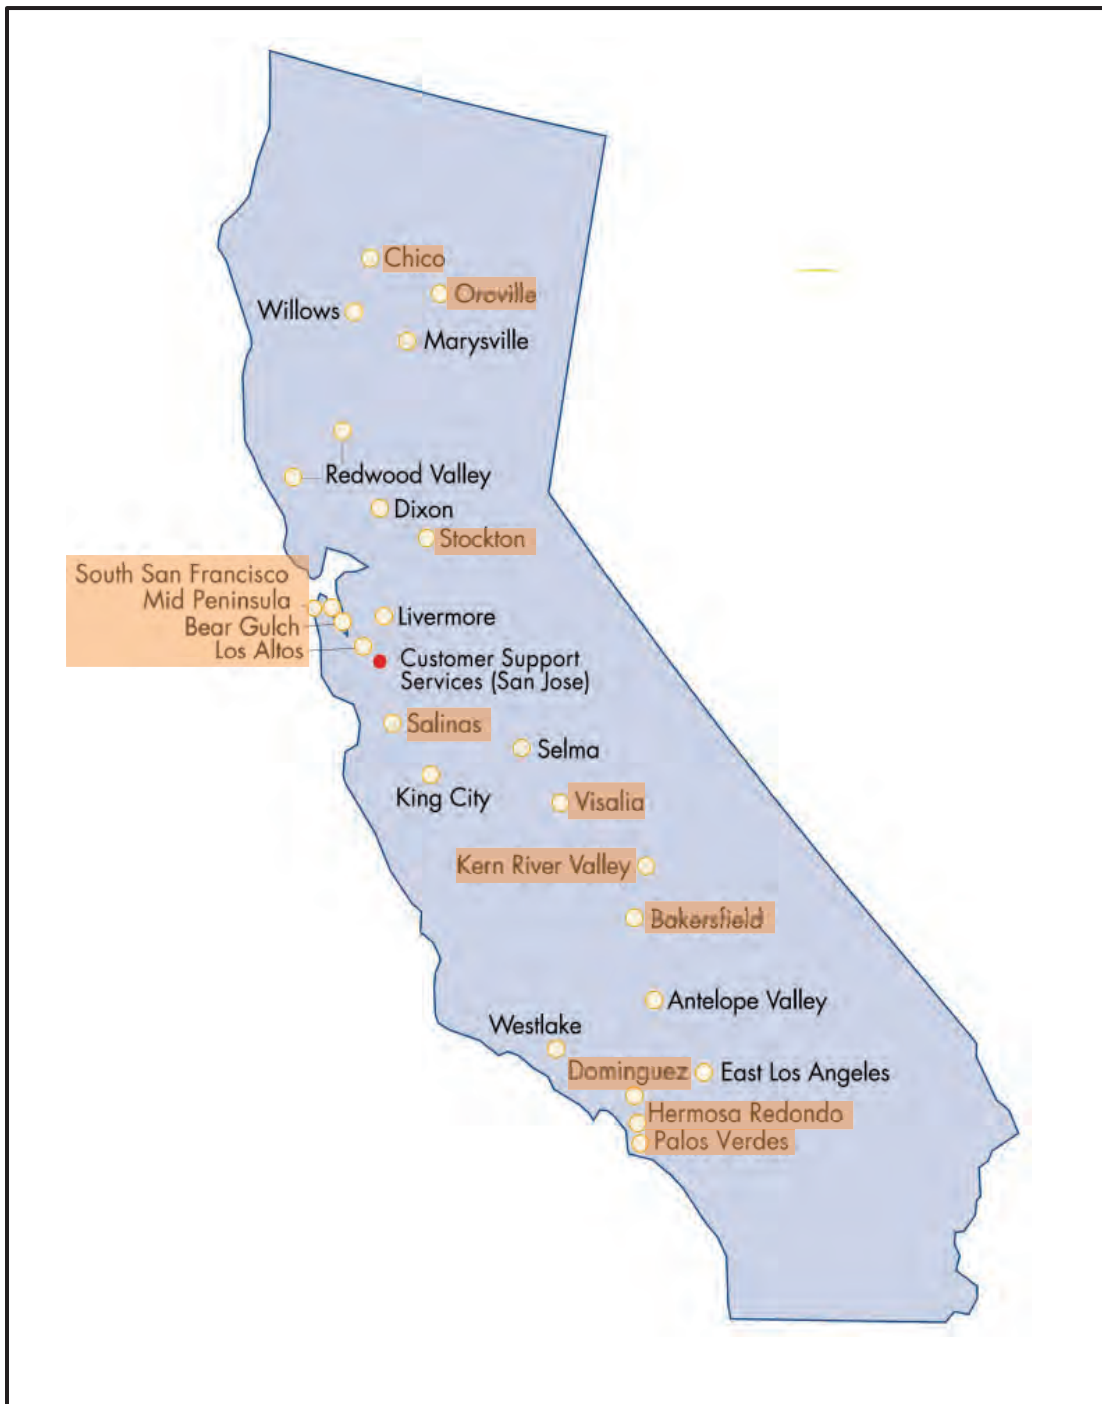 Chico
Oroville
Willows
Marysville
Redwood Valley
Dixon
Stockton
South San Francisco
Mid Peninsula
Bear Gulch
Los Altos
Livermore
Customer Support
Services (San Jose)
Salinas
Selma
King City
Visalia
Kern River Valley
Bakersfield
Antelope Valley
Westlake
Dominguez
East Los Angeles
Hermosa Redondo
Palos Verdes